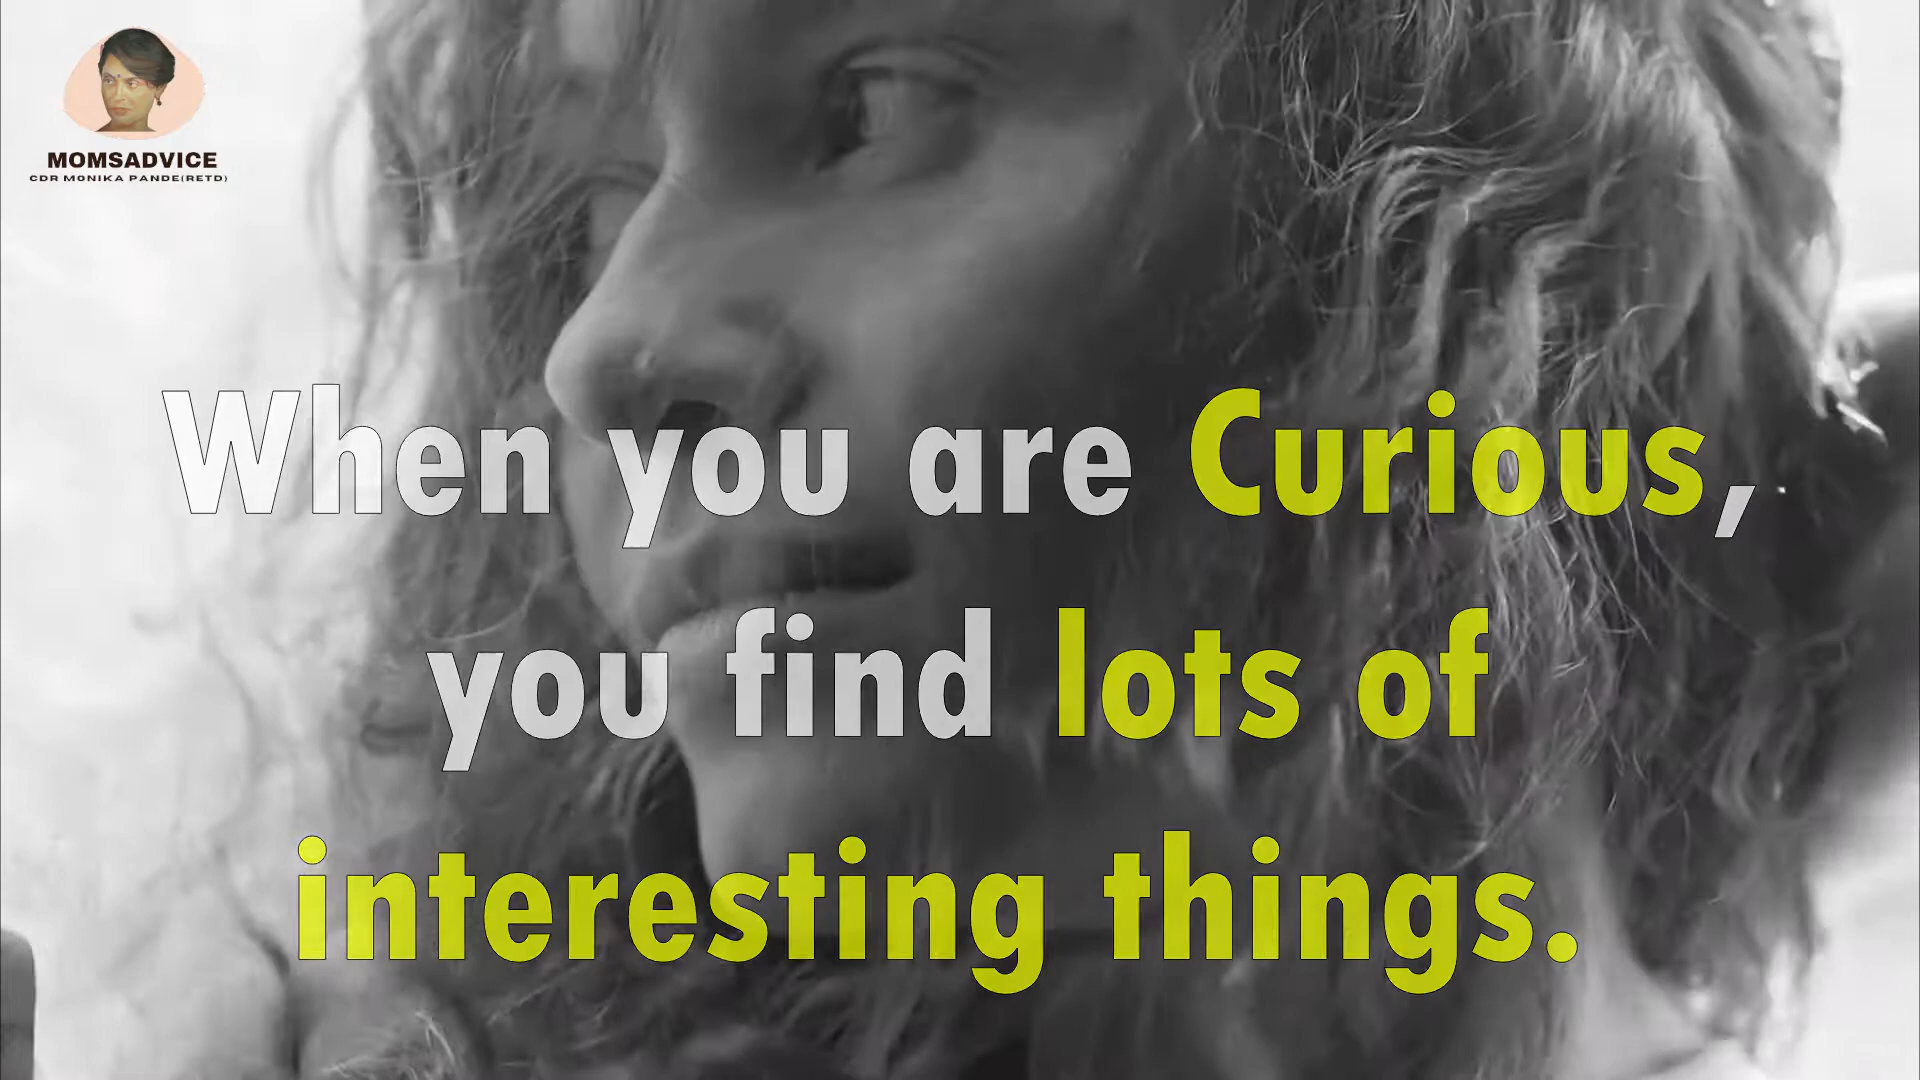 MOMSADVICE
CDR MONIKA PANDE(RETD)
When you are Curious,
you find lots of
interesting things.